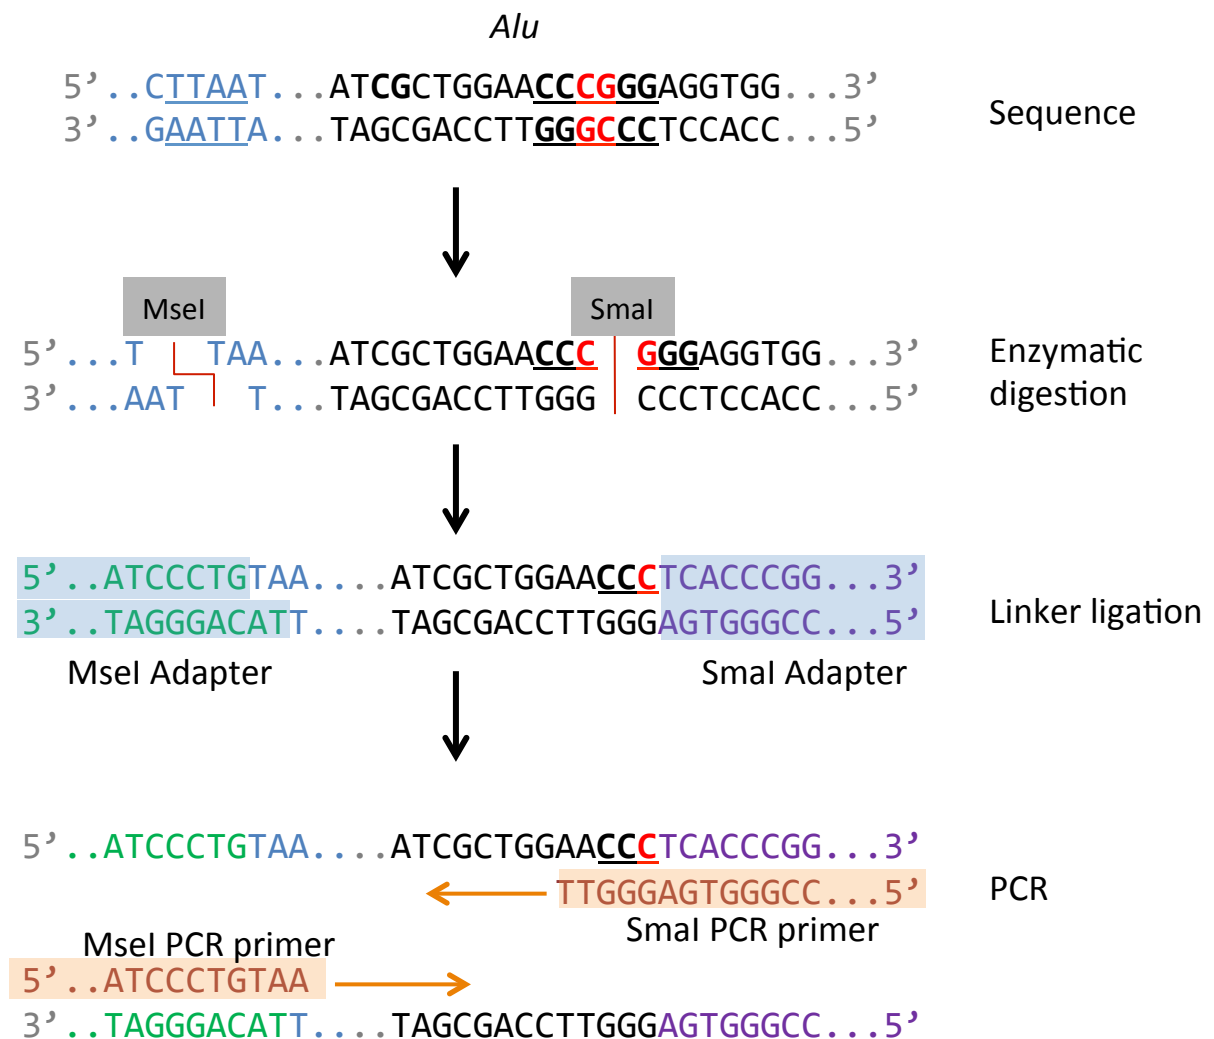 Alu
5’..CTTAAT...ATCGCTGGAACCCGGGAGGTGG...3’
3’..GAATTA...TAGCGACCTTGGGCCCTCCACC...5’
Sequence
MseI SmaI
5’...T TAA...ATCGCTGGAACCC GGGAGGTGG...3’
3’...AAT T...TAGCGACCTTGGG CCCTCCACC...5’
Enzymatic
digestion
5’..ATCCCTGTAA....ATCGCTGGAACCCTCACCCGG...3’
3’..TAGGGACATT....TAGCGACCTTGGGAGTGGGCC...5’
Linker ligation
MseI Adapter SmaI Adapter
5’..ATCCCTGTAA....ATCGCTGGAACCCTCACCCGG...3’
TTGGGAGTGGGCC...5’
PCR
SmaI PCR primer
MseI PCR primer
5’..ATCCCTGTAA
3’..TAGGGACATT....TAGCGACCTTGGGAGTGGGCC...5’